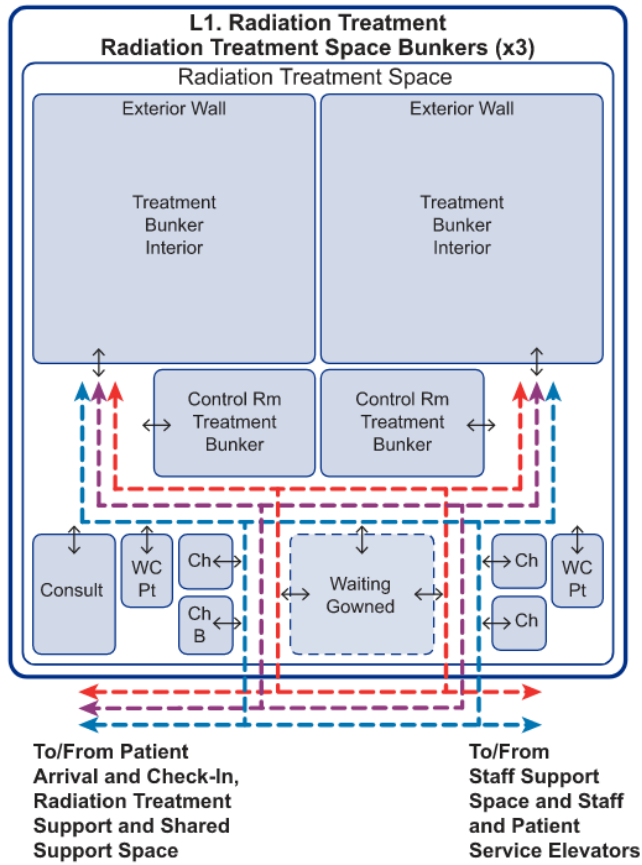 L1. Radiation Treatment
Radiation Treatment Space Bunkers (x3)
Radiation Treatment Space
Exterior Wall
Treatment
Bunker
Interior
Exterior Wall
Treatment
Bunker
Interior
Control Rm
Treatment
Bunker
Control Rm
Treatment
Bunker
Consult
WC
Pt
Ch
Ch
B
Waiting
Gowned
Ch
Ch
WC
Pt
To/From Patient
Arrival and Check-In,
Radiation Treatment
Support and Shared
Support Space
To/From
Staff Support
Space and Staff
and Patient
Service Elevators